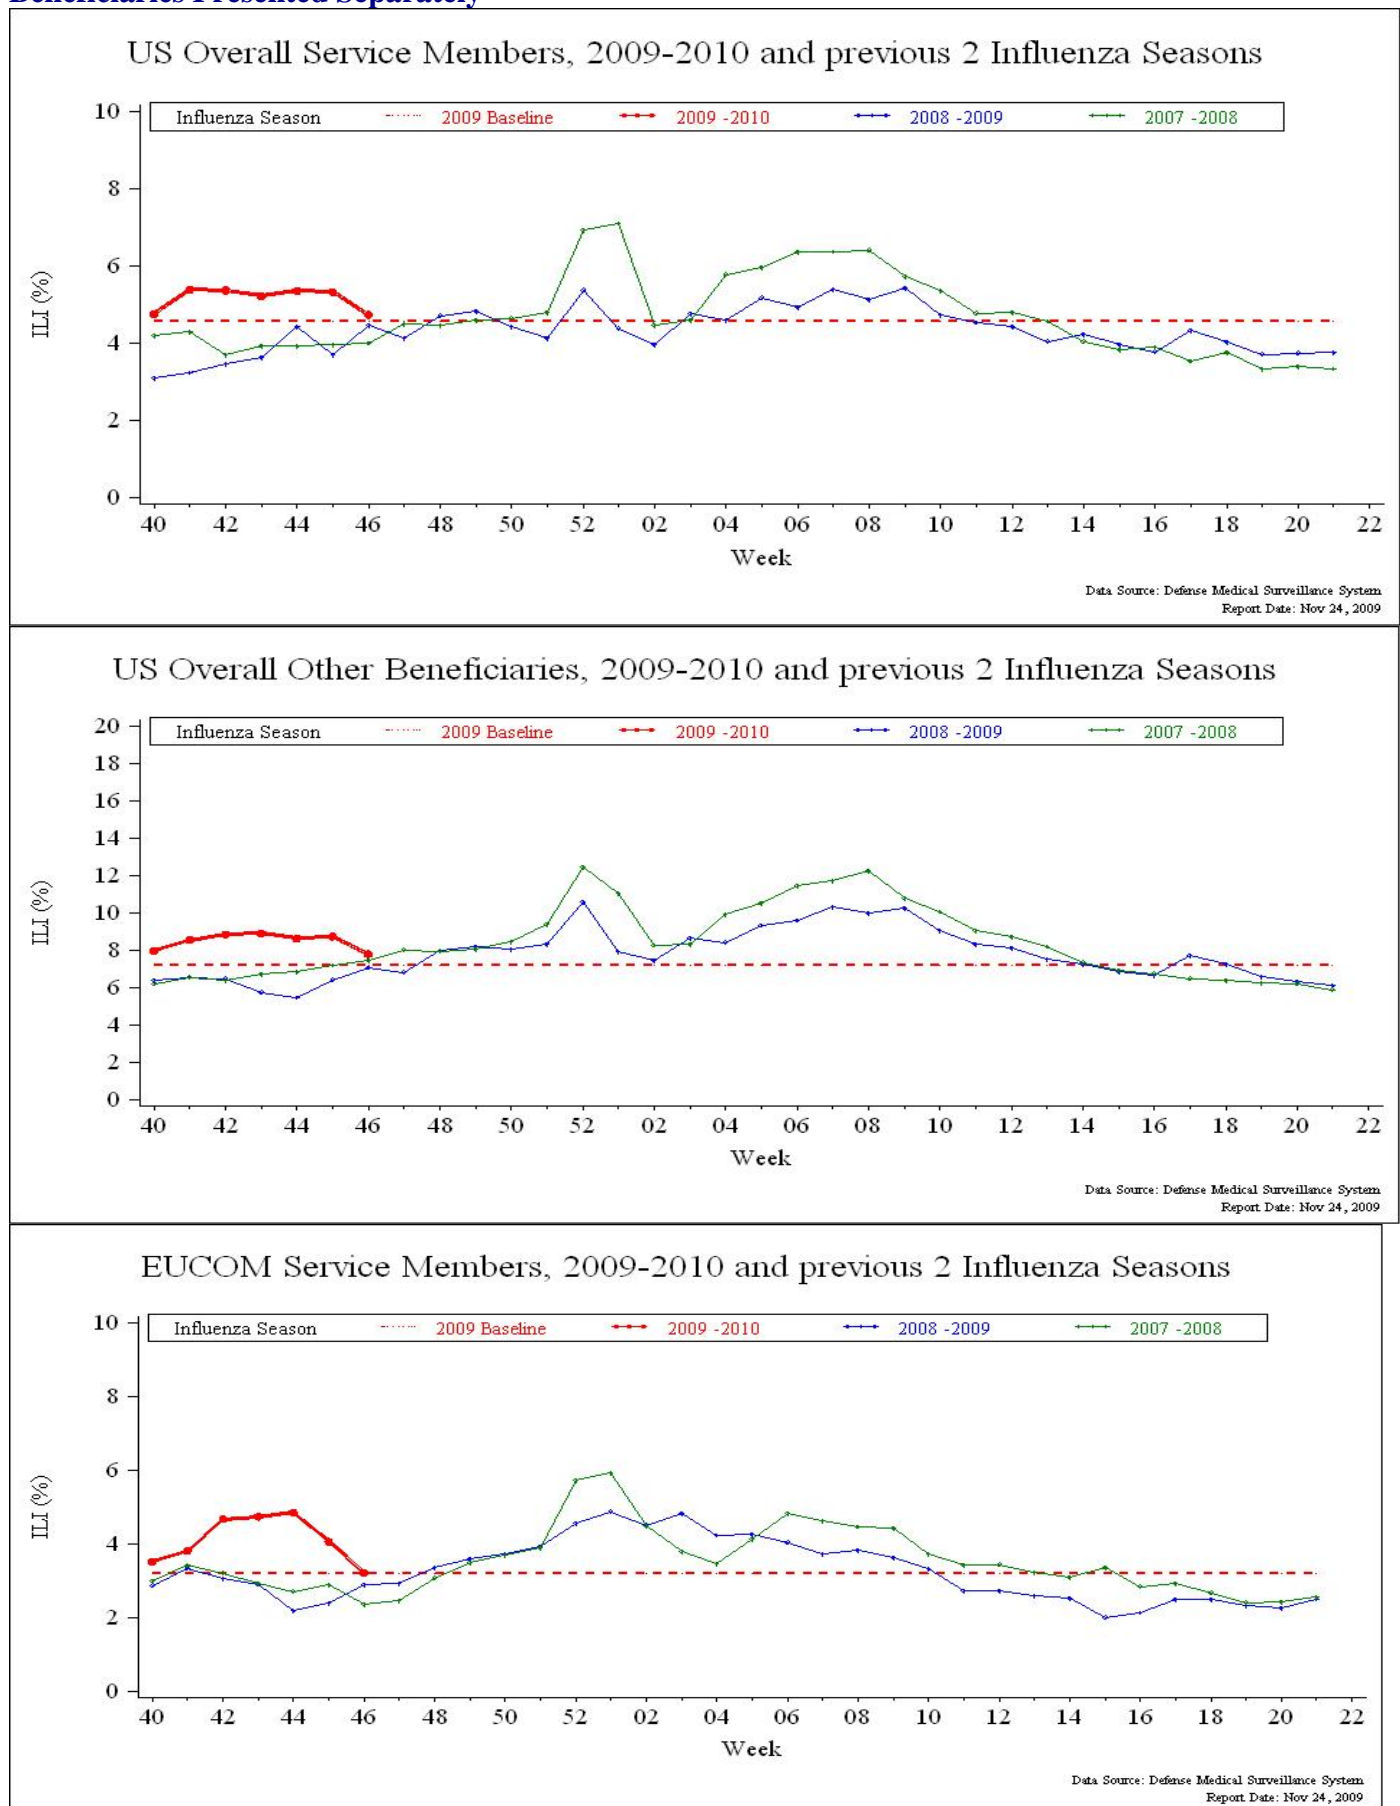 Beneficiaries Presented Separately
US Overall Service Members, 2009-2010 and previous 2 Influenza Seasons
Influenza Season 2009 Baseline 2009 -2010 2008 -2009 2007 -2008
10
8
6
4
2
0
ILI (%)
40 42 44 46 48 50 52 02 04 06 08 10 12 14 16 18 20 22
Week
Data Source: Defense Medical Surveillance System
Report Date: Nov 24, 2009
US Overall Other Beneficiaries, 2009-2010 and previous 2 Influenza Seasons
Influenza Season 2009 Baseline 2009 -2010 2008 -2009 2007 -2008
20
18
16
14
12
10
8
6
4
2
0
ILI (%)
40 42 44 46 48 50 52 02 04 06 08 10 12 14 16 18 20 22
Week
Data Source: Defense Medical Surveillance System
Report Date: Nov 24, 2009
EUCOM Service Members, 2009-2010 and previous 2 Influenza Seasons
Influenza Season 2009 Baseline 2009 -2010 2008 -2009 2007 -2008
10
8
6
4
2
0
ILI (%)
40 42 44 46 48 50 52 02 04 06 08 10 12 14 16 18 20 22
Week
Data Source: Defense Medical Surveillance System
Report Date: Nov 24, 2009